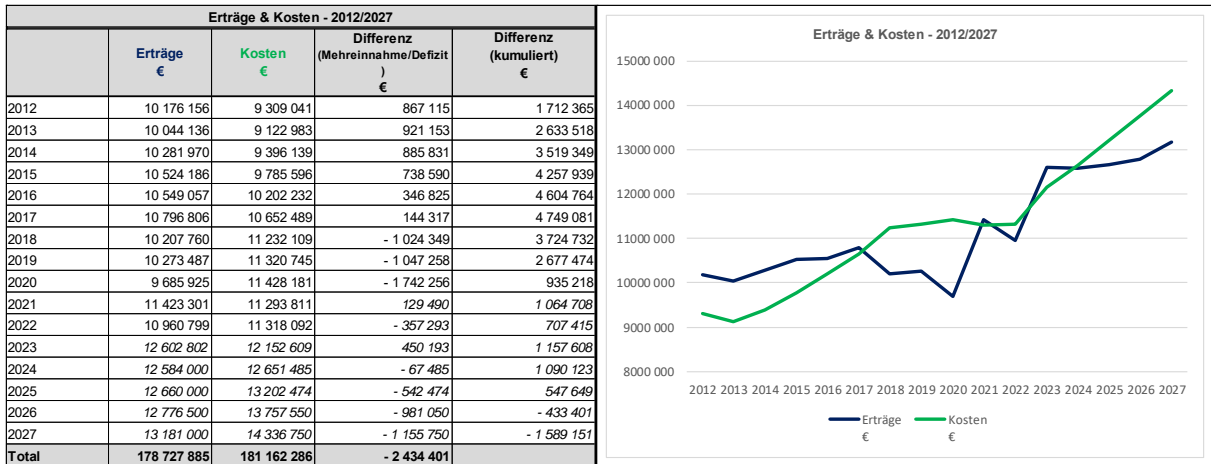 Erträge & Kosten - 2012/2027
Erträge € Kosten € Differenz (Mehreinnahme/Defizit) € Differenz (kumuliert) €
2012 10 176 156 9 309 041 867 115 1 712 365
2013 10 044 136 9 122 983 921 153 2 633 518
2014 10 281 970 9 396 139 885 831 3 519 349
2015 10 524 186 9 785 596 738 590 4 257 939
2016 10 549 057 10 202 232 346 825 4 604 764
2017 10 796 806 10 652 489 144 317 4 749 081
2018 10 207 760 11 232 109 - 1 024 349 3 724 732
2019 10 273 487 11 320 745 - 1 047 258 2 677 474
2020 9 685 925 11 428 181 - 1 742 256 935 218
2021 11 423 301 11 293 811 129 490 1 064 708
2022 10 960 799 11 318 092 - 357 293 707 415
2023 12 602 802 12 152 609 450 193 1 157 608
2024 12 584 000 12 651 485 - 67 485 1 090 123
2025 12 660 000 13 202 474 - 542 474 547 649
2026 12 776 500 13 757 550 - 981 050 - 433 401
2027 13 181 000 14 336 750 - 1 155 750 - 1 589 151
Total 178 727 885 181 162 286 - 2 434 401
Erträge & Kosten - 2012/2027
15000 000
14000 000
13000 000
12000 000
11000 000
10000 000
9000 000
8000 000
2012 2013 2014 2015 2016 2017 2018 2019 2020 2021 2022 2023 2024 2025 2026 2027
Erträge € Kosten €